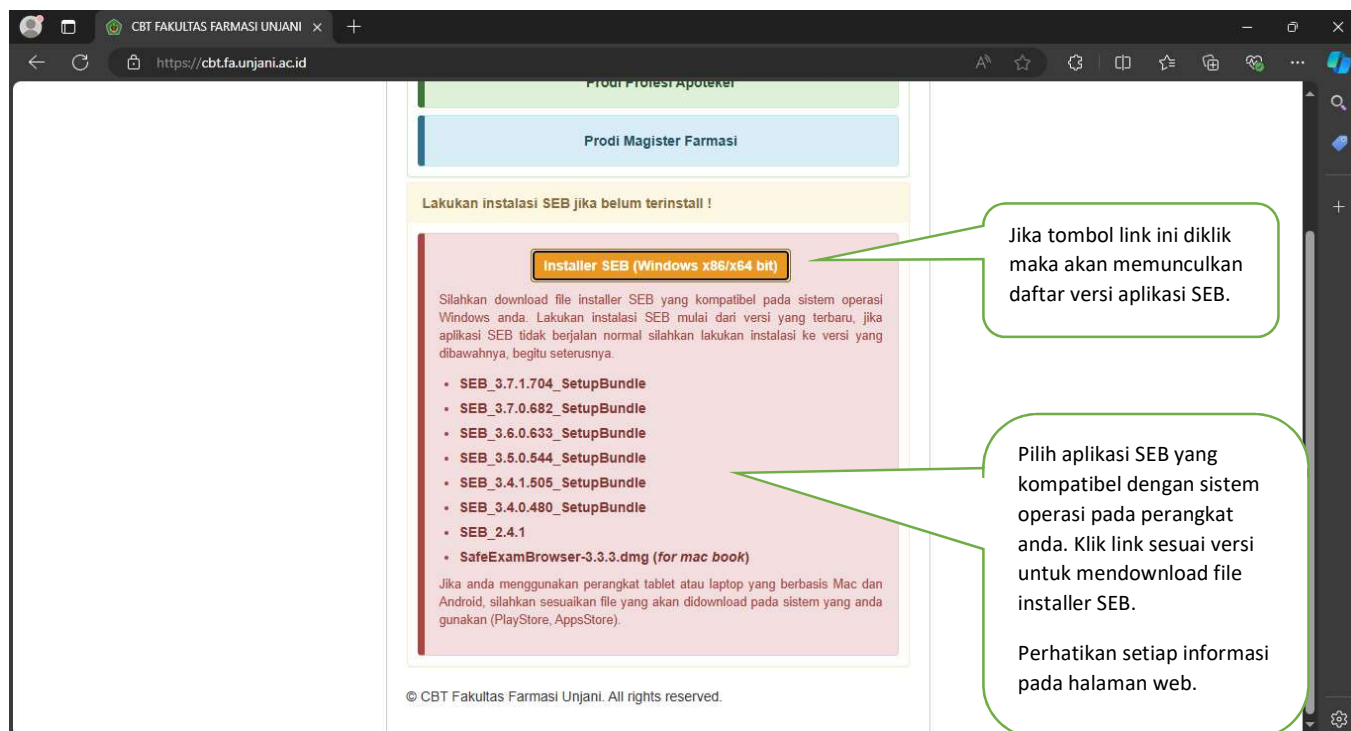 CBT FAKULTAS FARMASI UNJANI
https://cbt.fa.unjani.ac.id
Prodi Profesi Apoteker
Prodi Magister Farmasi
Lakukan instalasi SEB jika belum terinstall !
Installer SEB (Windows x86/x64 bit)
Silahkan download file installer SEB yang kompatibel pada sistem operasi
Windows anda. Lakukan instalasi SEB mulai dari versi yang terbaru, jika
aplikasi SEB tidak berjalan normal silahkan lakukan instalasi ke versi yang
dibawahnya, begitu seterusnya.
• SEB_3.7.1.704_SetupBundle
• SEB_3.7.0.682_SetupBundle
• SEB_3.6.0.633_SetupBundle
• SEB_3.5.0.544_SetupBundle
• SEB_3.4.1.505_SetupBundle
• SEB_3.4.0.480_SetupBundle
• SEB_2.4.1
• SafeExamBrowser-3.3.3.dmg (for mac book)
Jika anda menggunakan perangkat tablet atau laptop yang berbasis Mac dan
Android, silahkan sesuaikan file yang akan didownload pada sistem yang anda
gunakan (PlayStore, AppsStore).
© CBT Fakultas Farmasi Unjani. All rights reserved.
Jika tombol link ini diklik
maka akan memunculkan
daftar versi aplikasi SEB.
Pilih aplikasi SEB yang
kompatibel dengan sistem
operasi pada perangkat
anda. Klik link sesuai versi
untuk mendownload file
installer SEB.
Perhatikan setiap informasi
pada halaman web.